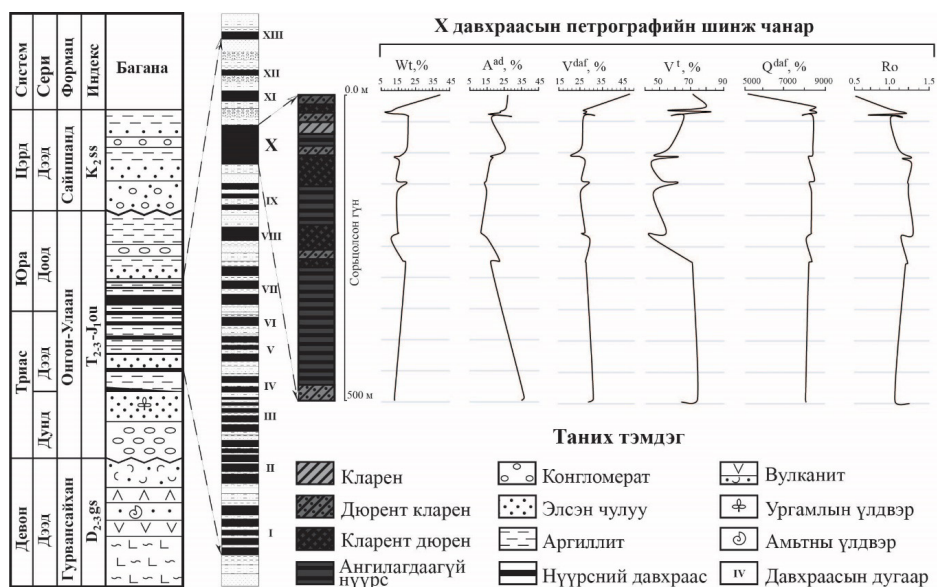 X давхраасын петрографийн шинж чанар
Систем
Сери
Формац
Индекс
Багана
Цэрд
Дээд
Сайншанд
K₂ss
Юра
Доод
Триас
Дээд
Дунд
Онгон-Улаан
T₂₋₃-J₁ou
Девон
Дээд
Гурвансайхан
D₂₋₃gs
XIII
XII
XI
X
IX
VIII
VII
VI
V
IV
III
II
I
0.0 м
Сорьцолсон гүн
500 м
Wt,%
5 15 25 35 45
Aᵃᵈ, %
5 15 25 35 45
Vᵈᵃᶠ, %
5 15 25 35 45
Vᵗ, %
50 70 90
Qᵈᵃᶠ, %
5000 7000 9000
Ro
0.5 1.0 1.5
Таних тэмдэг
Кларен
Дюрент кларен
Кларент дюрен
Ангилагдаагүй нүүрс
Конгломерат
Элсэн чулуу
Аргиллит
Нүүрсний давхраас
Вулканит
Ургамлын үлдвэр
Амьтны үлдвэр
IV Давхраасын дугаар